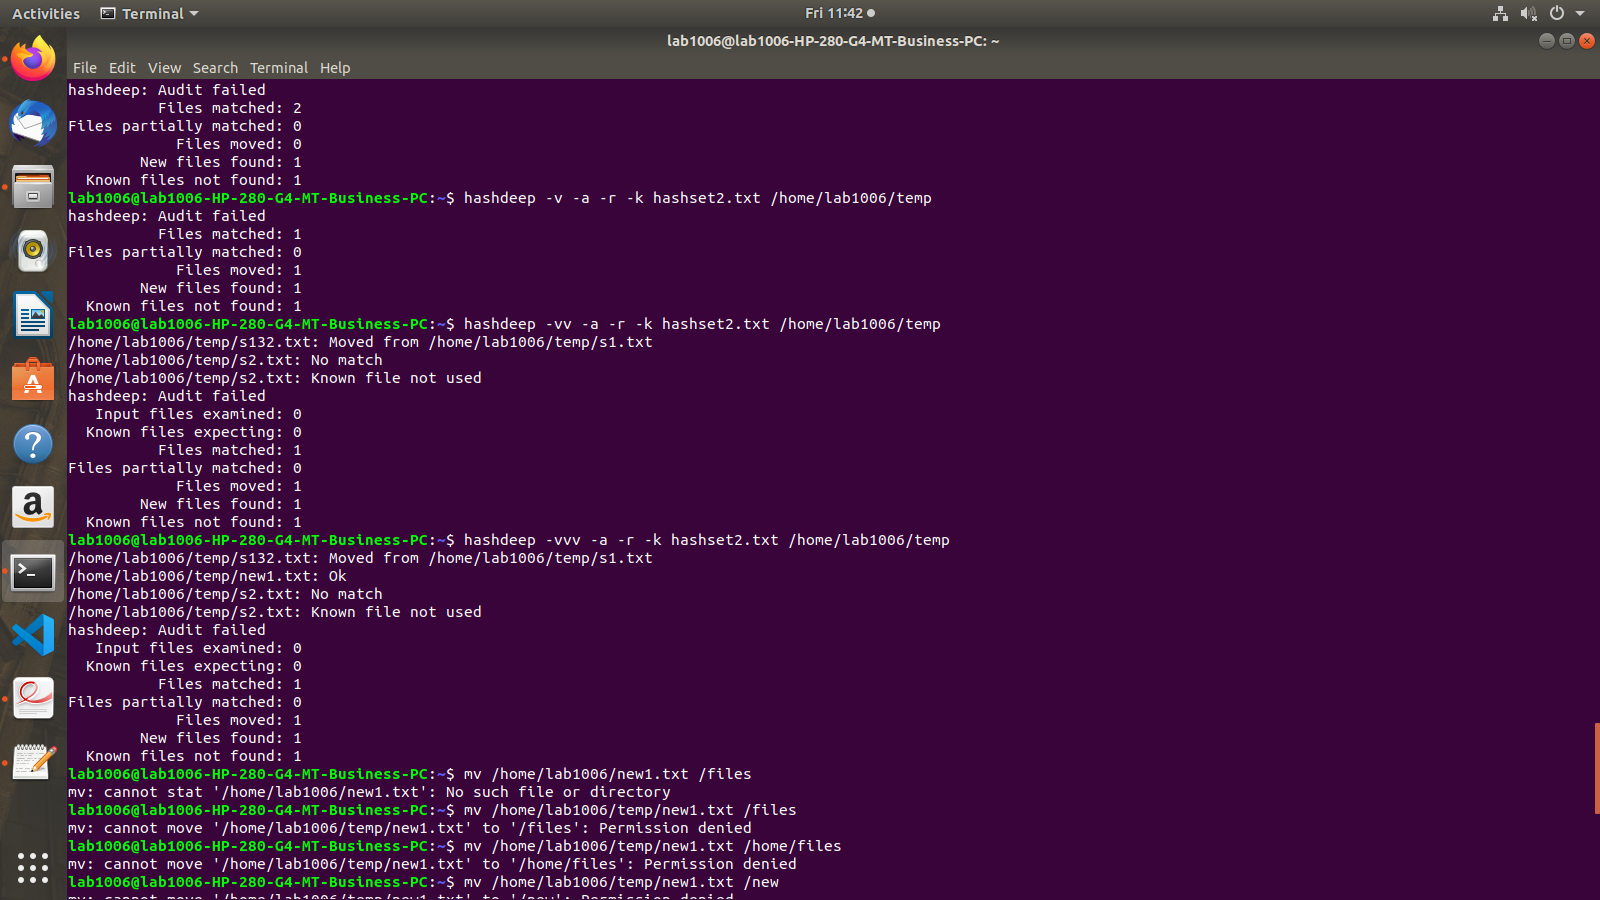 Activities
Terminal
Fri 11:42
lab1006@lab1006-HP-280-G4-MT-Business-PC: ~
File Edit View Search Terminal Help
hashdeep: Audit failed
Files matched: 2
Files partially matched: 0
Files moved: 0
New files found: 1
Known files not found: 1
lab1006@lab1006-HP-280-G4-MT-Business-PC:~$ hashdeep -v -a -r -k hashset2.txt /home/lab1006/temp
hashdeep: Audit failed
Files matched: 1
Files partially matched: 0
Files moved: 1
New files found: 1
Known files not found: 1
lab1006@lab1006-HP-280-G4-MT-Business-PC:~$ hashdeep -vv -a -r -k hashset2.txt /home/lab1006/temp
/home/lab1006/temp/s132.txt: Moved from /home/lab1006/temp/s1.txt
/home/lab1006/temp/s2.txt: No match
/home/lab1006/temp/s2.txt: Known file not used
hashdeep: Audit failed
Input files examined: 0
Known files expecting: 0
Files matched: 1
Files partially matched: 0
Files moved: 1
New files found: 1
Known files not found: 1
lab1006@lab1006-HP-280-G4-MT-Business-PC:~$ hashdeep -vvv -a -r -k hashset2.txt /home/lab1006/temp
/home/lab1006/temp/s132.txt: Moved from /home/lab1006/temp/s1.txt
/home/lab1006/temp/new1.txt: Ok
/home/lab1006/temp/s2.txt: No match
/home/lab1006/temp/s2.txt: Known file not used
hashdeep: Audit failed
Input files examined: 0
Known files expecting: 0
Files matched: 1
Files partially matched: 0
Files moved: 1
New files found: 1
Known files not found: 1
lab1006@lab1006-HP-280-G4-MT-Business-PC:~$ mv /home/lab1006/new1.txt /files
mv: cannot stat '/home/lab1006/new1.txt': No such file or directory
lab1006@lab1006-HP-280-G4-MT-Business-PC:~$ mv /home/lab1006/temp/new1.txt /files
mv: cannot move '/home/lab1006/temp/new1.txt' to '/files': Permission denied
lab1006@lab1006-HP-280-G4-MT-Business-PC:~$ mv /home/lab1006/temp/new1.txt /home/files
mv: cannot move '/home/lab1006/temp/new1.txt' to '/home/files': Permission denied
lab1006@lab1006-HP-280-G4-MT-Business-PC:~$ mv /home/lab1006/temp/new1.txt /new
mv: cannot move '/home/lab1006/temp/new1.txt' to '/new': Permission denied